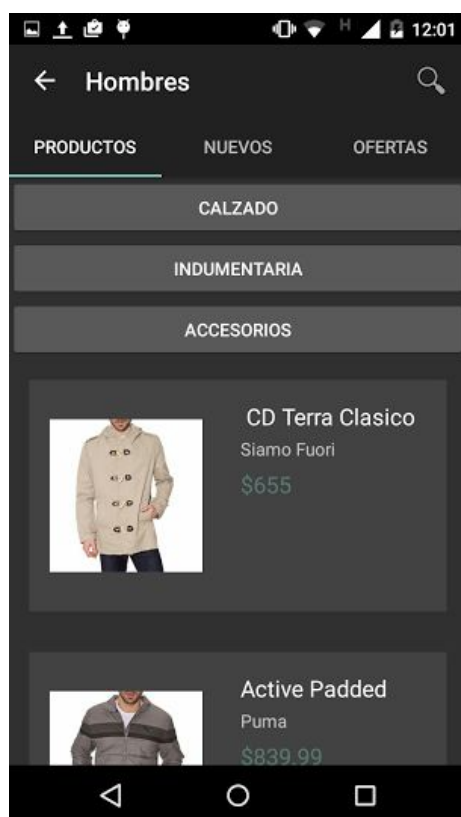 H 12:01
Hombres
PRODUCTOS NUEVOS OFERTAS
CALZADO
INDUMENTARIA
ACCESORIOS
CD Terra Clasico
Siamo Fuori
$655
Active Padded
Puma
$839.99